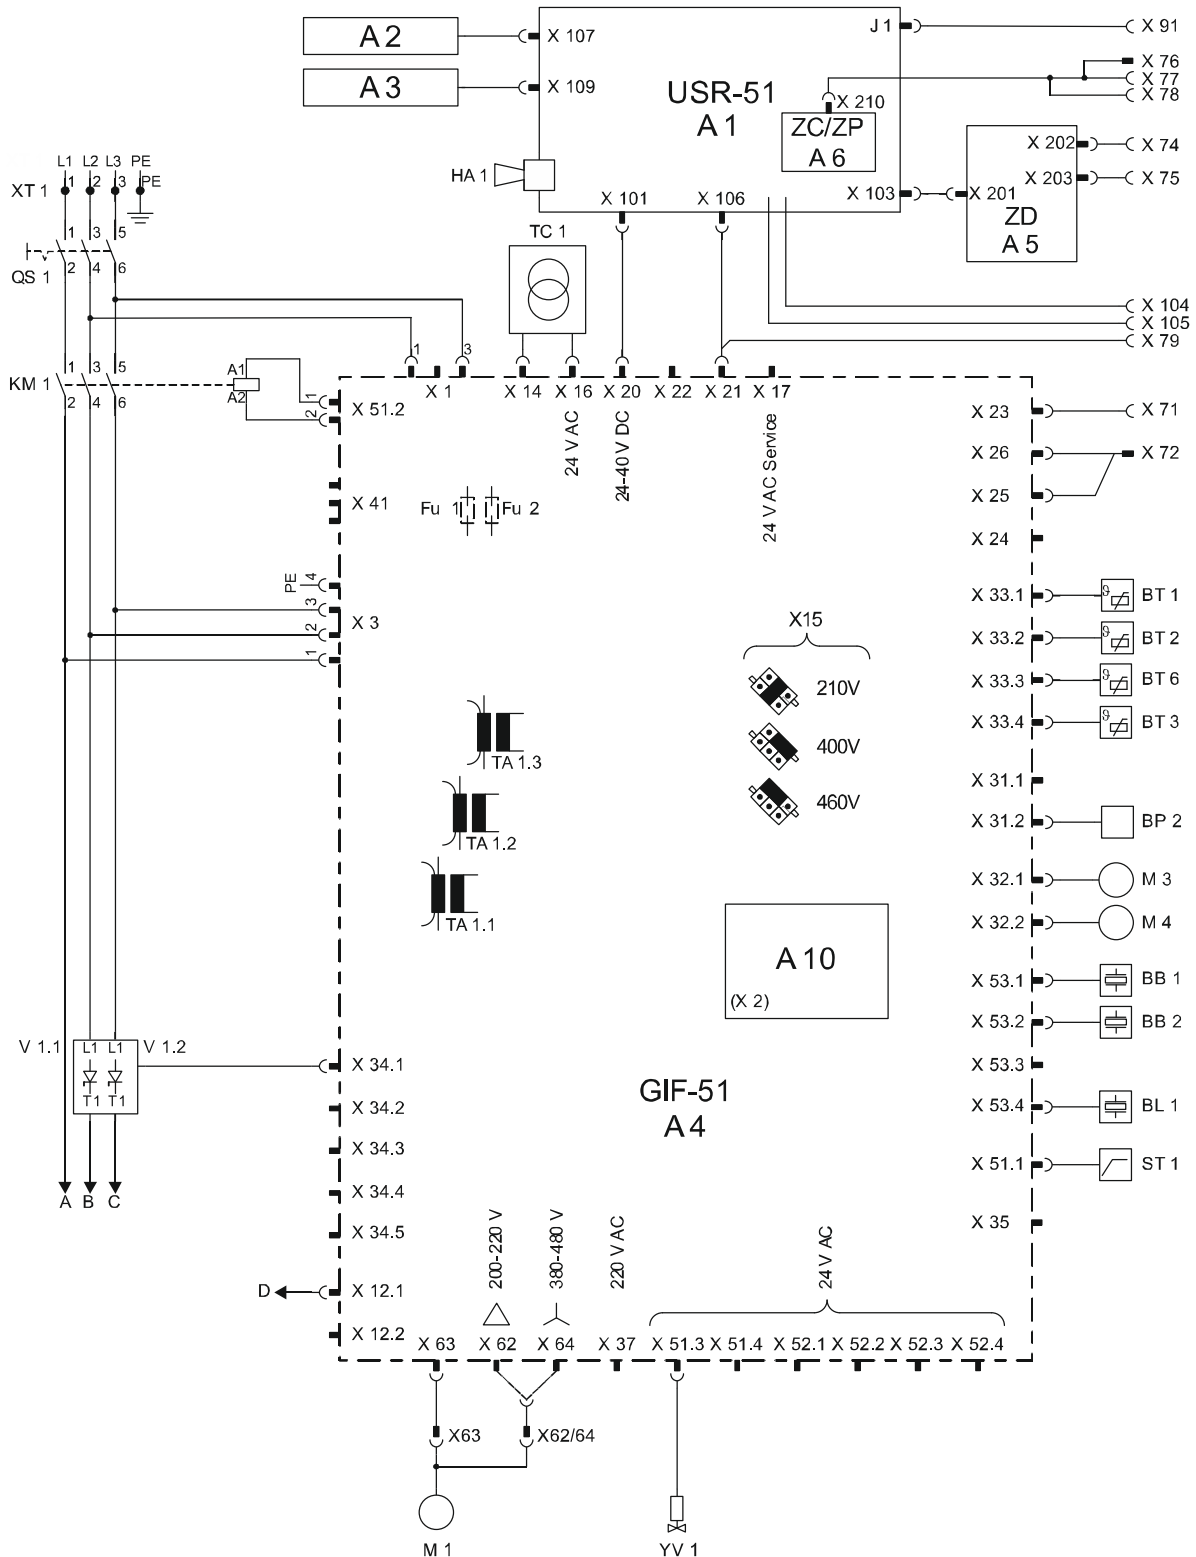 A 2
X 107
J 1
X 91
A 3
X 109
X 76
X 77
X 78
USR-51
A 1
X 210
ZC/ZP
A 6
X 202
X 74
X 203
X 75
L1 L2 L3 PE
1 2 3 PE
XT 1
HA 1
X 101
X 106
X 103
X 201
ZD
A 5
TC 1
1 3 5
QS 1
2 4 6
X 104
X 105
X 79
1 3
1 3 5
KM 1
2 4 6
A1
A2
1
2
X 51.2
X 1
X 14
X 16
X 20
X 22
X 21
X 17
24 V AC
24-40 V DC
24 V AC Service
X 23
X 71
X 26
X 72
X 25
X 41
Fu 1
Fu 2
X 24
PE
4
3
X 3
2
1
X 33.1
BT 1
X15
X 33.2
BT 2
210V
X 33.3
BT 6
X 33.4
BT 3
400V
TA 1.3
X 31.1
460V
X 31.2
BP 2
TA 1.2
X 32.1
M 3
TA 1.1
X 32.2
M 4
A 10
(X 2)
X 53.1
BB 1
X 53.2
BB 2
V 1.1
L1 L1
V 1.2
T1 T1
X 34.1
X 53.3
GIF-51
A 4
X 34.2
X 53.4
BL 1
X 34.3
X 51.1
ST 1
A B C
X 34.4
X 34.5
X 35
200-220 V
380-480 V
220 V AC
24 V AC
D
X 12.1
X 12.2
X 63
X 62
X 64
X 37
X 51.3
X 51.4
X 52.1
X 52.2
X 52.3
X 52.4
X63
X62/64
M 1
YV 1